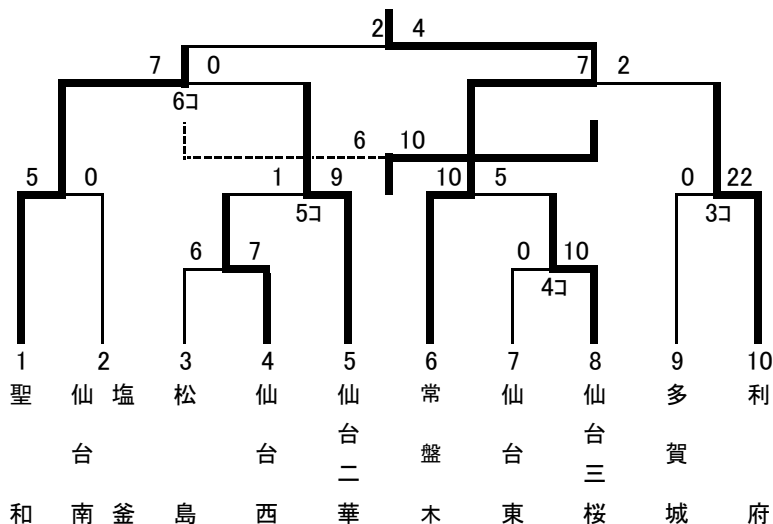 2 4
7 0 7 2
6コ
6 10
5 0 1 9 10 5 0 22
5コ 3コ
6 7 0 10
4コ
1 2 3 4 5 6 7 8 9 10
聖和
仙台南
塩釜
松島
仙台西
仙台二華
常盤木
仙台東
仙台三桜
多賀城
利府